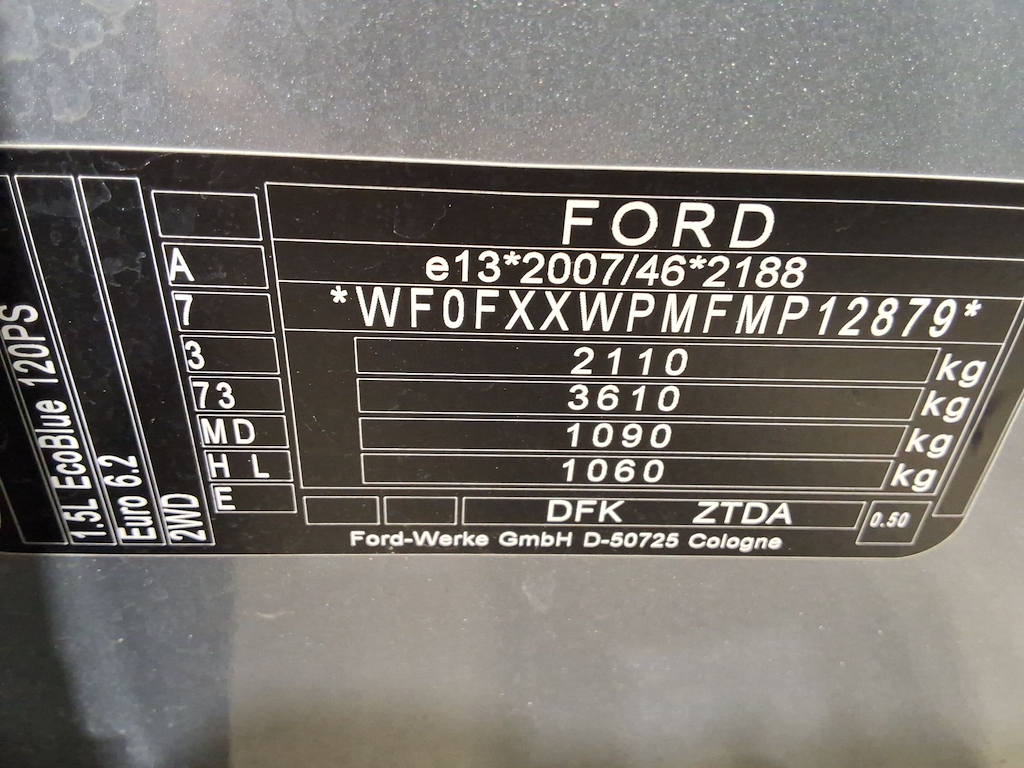 FORD
e13*2007/46*2188
*WF0FXXWPMFMP12879*
2110 kg
3610 kg
1090 kg
1060 kg
DFK ZTDA
0.50
Ford-Werke GmbH D-50725 Cologne
A
7
3
73
MD
H L
E
2WD
Euro 6.2
1.5L EcoBlue 120PS